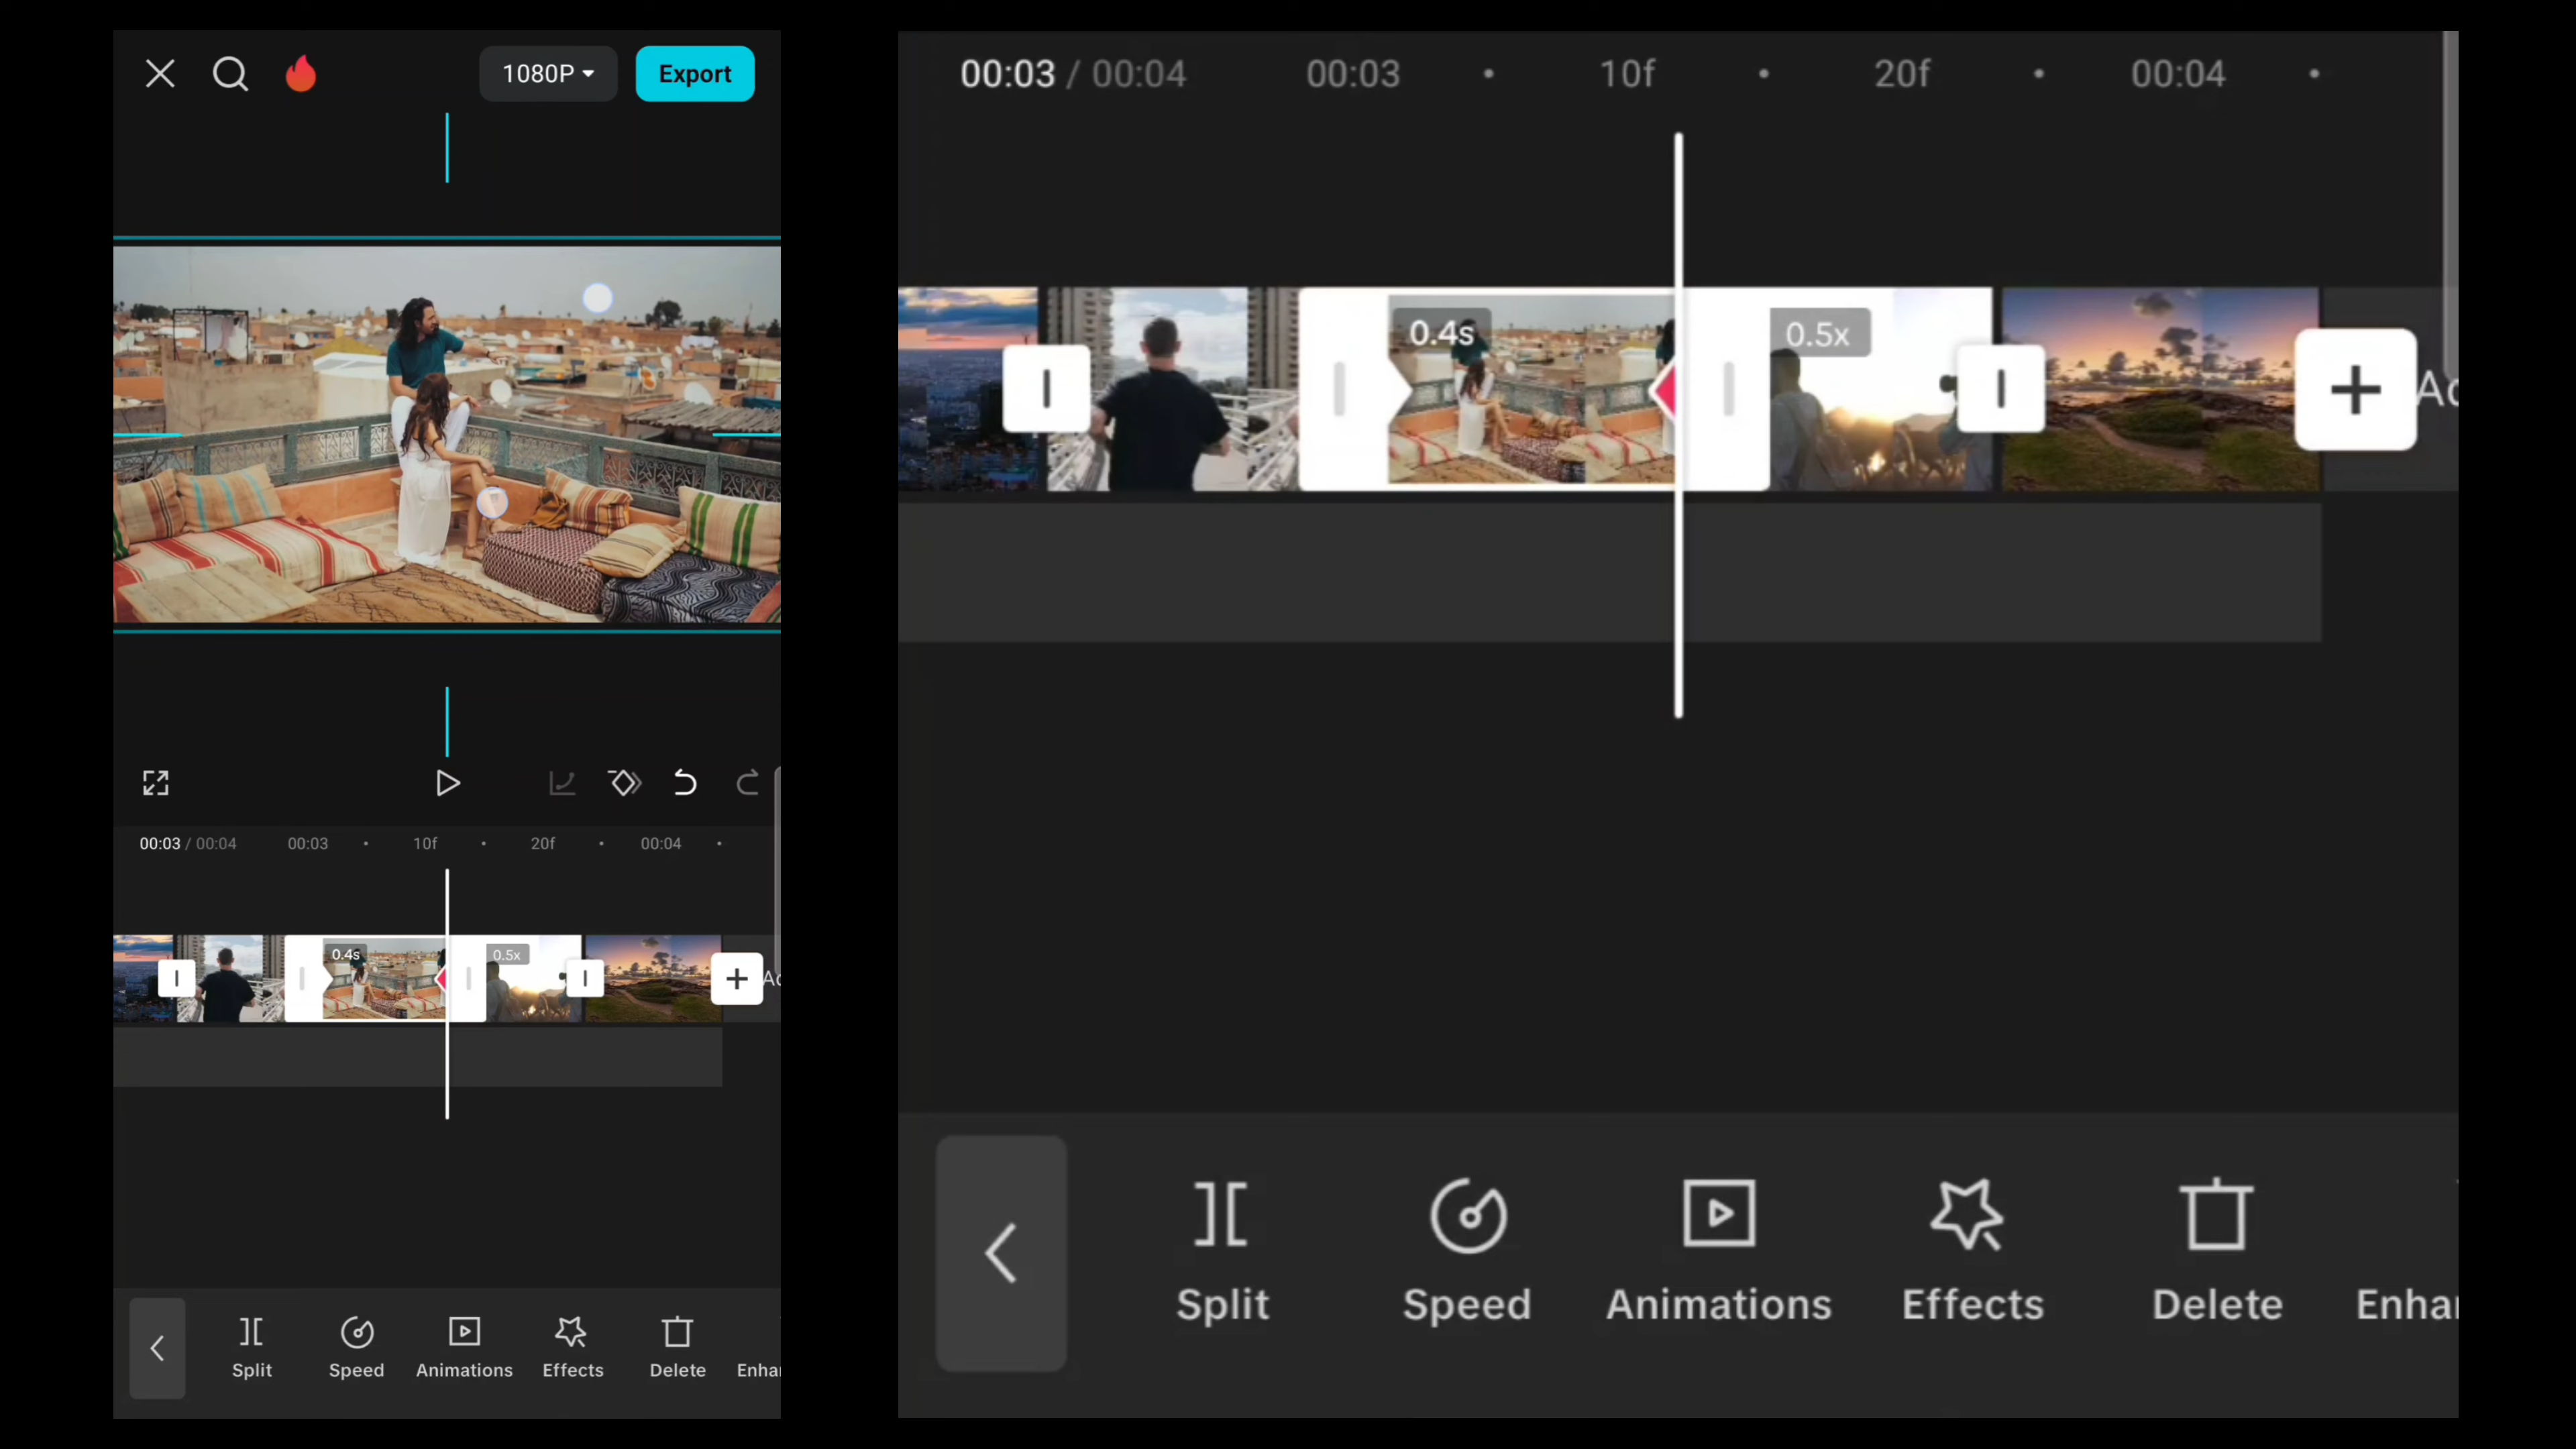 1080P
Export
00:03 / 00:04 00:03 10f 20f 00:04
0.4s 0.5x
Split Speed Animations Effects Delete Enha
00:03 / 00:04 00:03 10f 20f 00:04
0.4s 0.5x
Split Speed Animations Effects Delete Enha